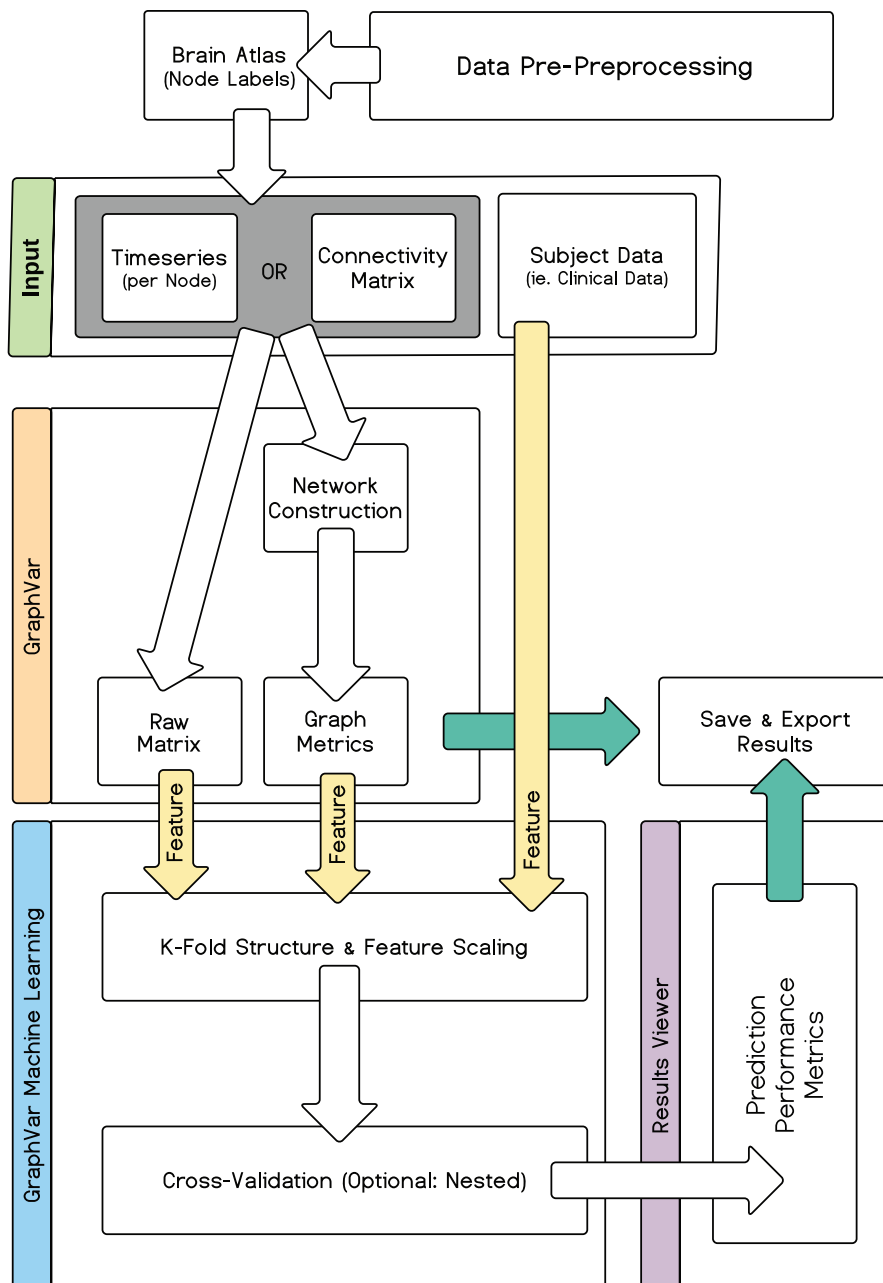 Brain Atlas
(Node Labels)
Data Pre-Preprocessing
Input
Timeseries
(per Node)
OR
Connectivity
Matrix
Subject Data
(ie. Clinical Data)
GraphVar
Network
Construction
Raw
Matrix
Graph
Metrics
Save & Export
Results
Feature
Feature
Feature
GraphVar Machine Learning
K-Fold Structure & Feature Scaling
Cross-Validation (Optional: Nested)
Results Viewer
Prediction
Performance
Metrics